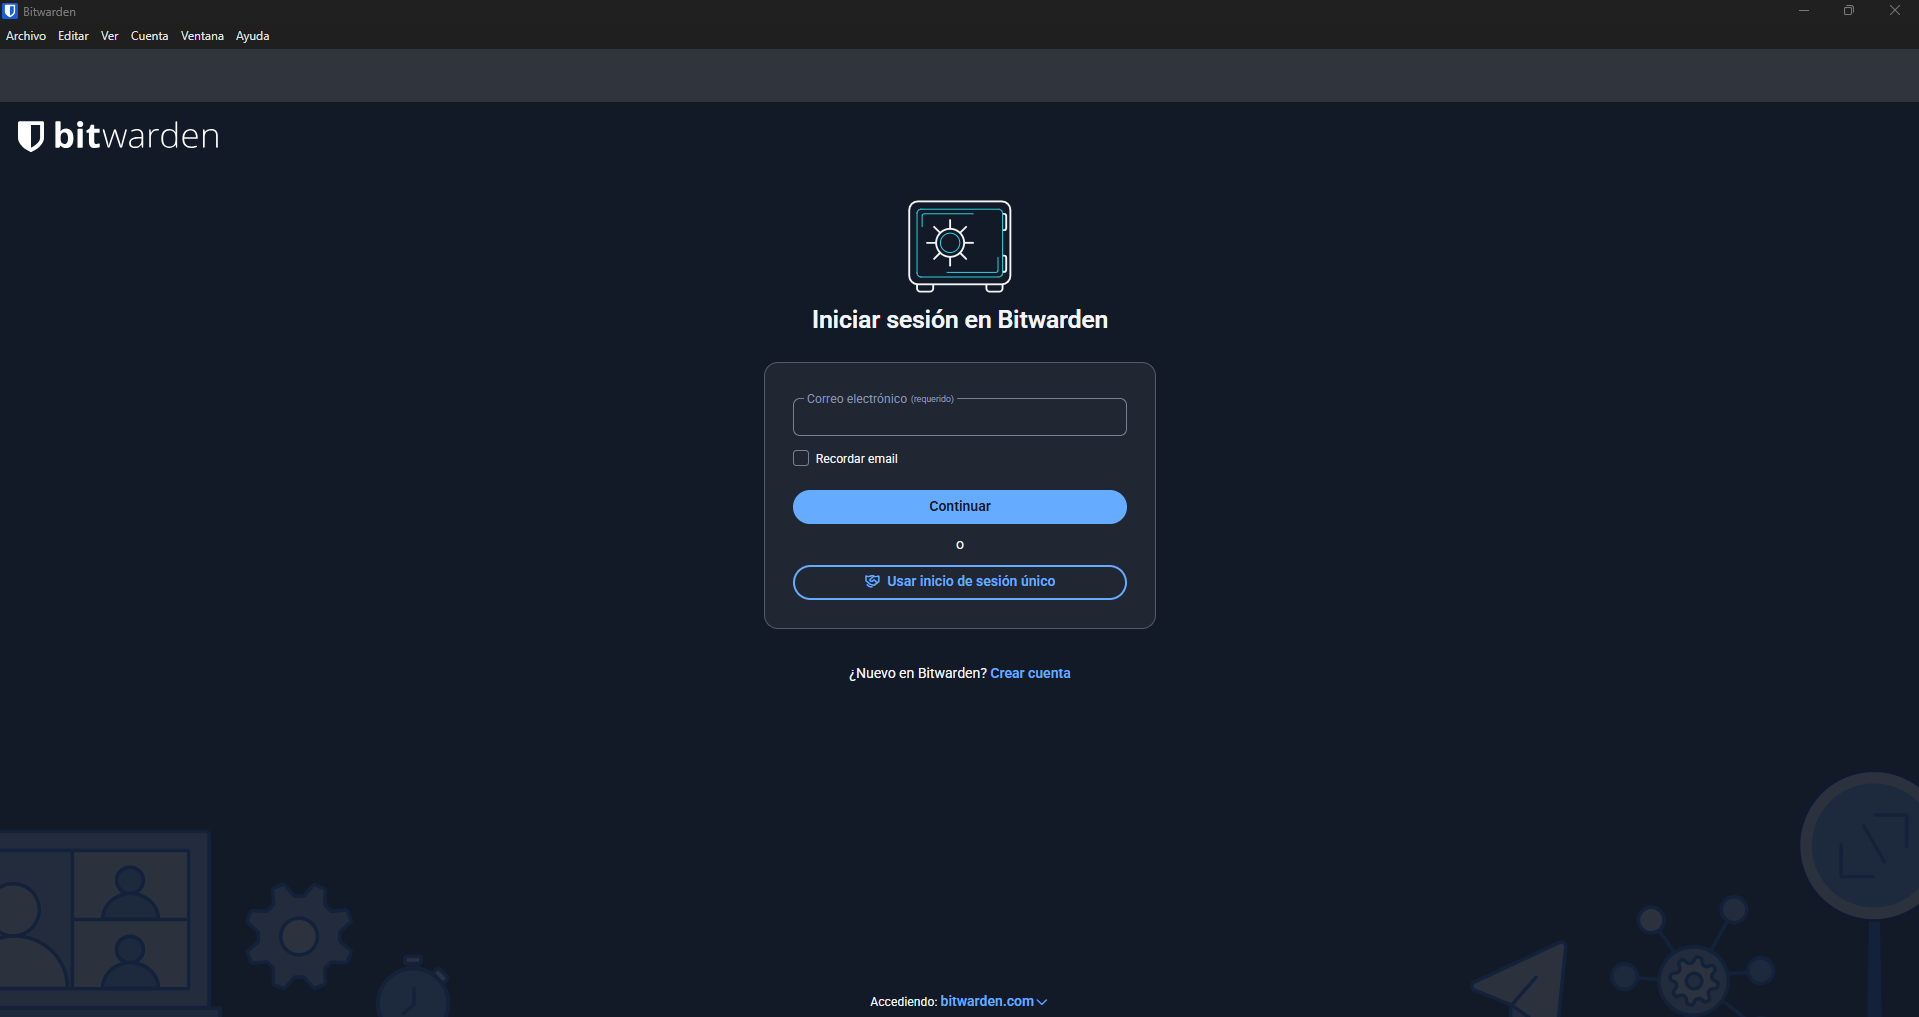 Bitwarden
Archivo Editar Ver Cuenta Ventana Ayuda
bitwarden
Iniciar sesión en Bitwarden
Correo electrónico (requerido)
Recordar email
Continuar
o
Usar inicio de sesión único
¿Nuevo en Bitwarden? Crear cuenta
Accediendo: bitwarden.com